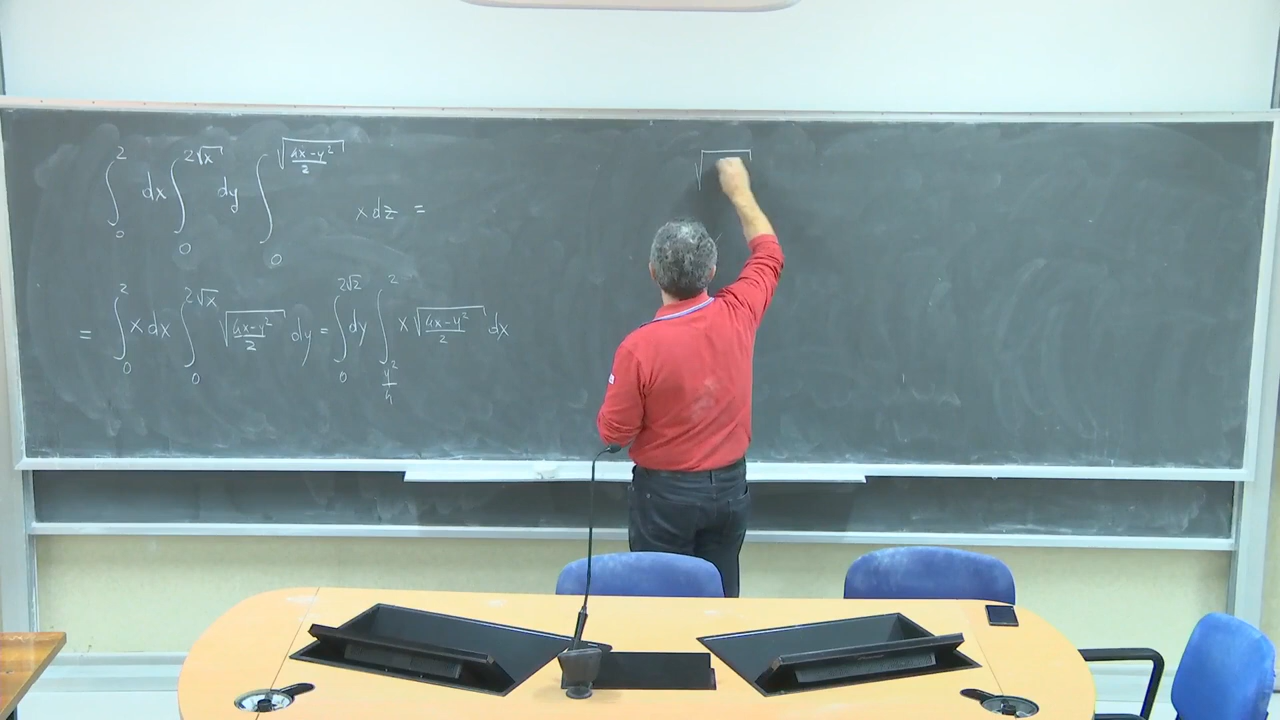 ∫₀² dx ∫₀^{2√x} dy ∫₀^{√((4x-y²)/2)} x dz =
= ∫₀² x dx ∫₀^{2√x} √((4x-y²)/2) dy = ∫₀^{2√2} dy ∫_{y²/4}² x √((4x-y²)/2) dx
√